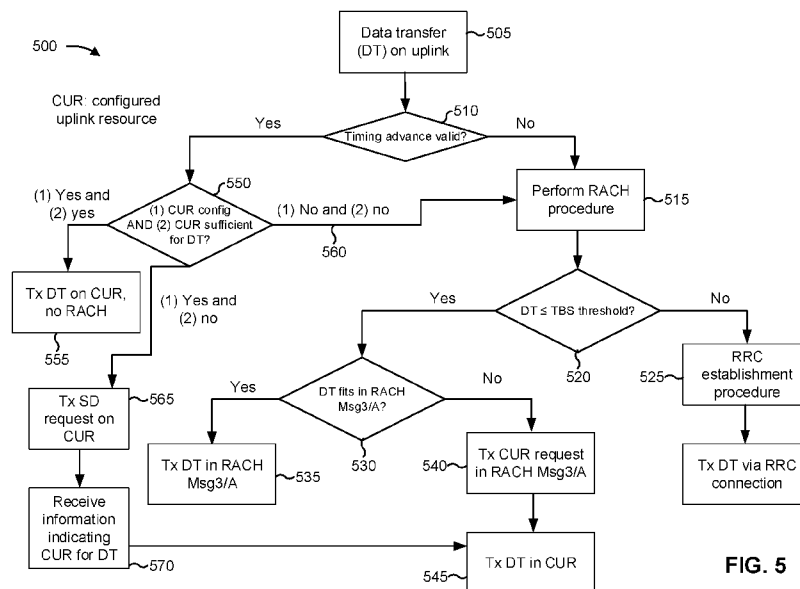 500
Data transfer
(DT) on uplink
505
CUR: configured
uplink resource
510
Yes
Timing advance valid?
No
550
(1) Yes and
(2) yes
(1) CUR config
AND (2) CUR sufficient
for DT?
(1) No and (2) no
560
Perform RACH
procedure
515
Tx DT on CUR,
no RACH
555
(1) Yes and
(2) no
Yes
DT ≤ TBS threshold?
No
520
Tx SD
request on
CUR
565
Yes
DT fits in RACH
Msg3/A?
No
530
525
RRC
establishment
procedure
Tx DT in RACH
Msg3/A
535
540
Tx CUR request
in RACH Msg3/A
Tx DT via RRC
connection
Receive
information
indicating
CUR for DT
570
Tx DT in CUR
545
FIG. 5